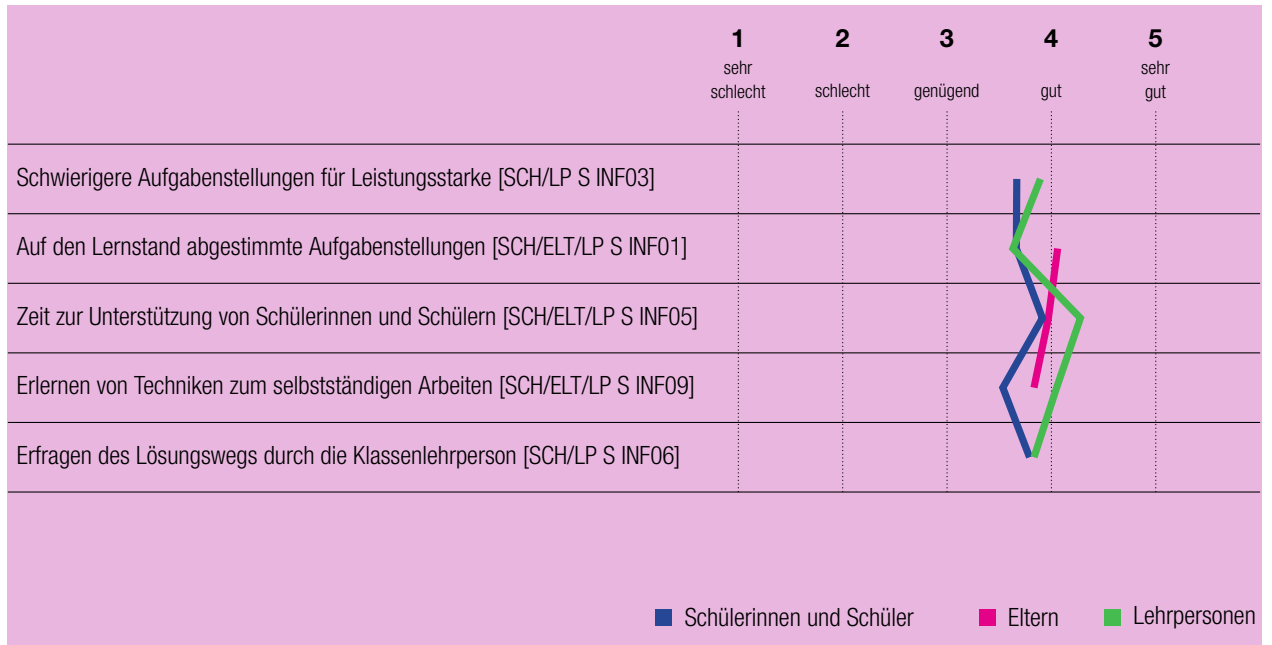 1 2 3 4 5
sehr schlecht schlecht genügend gut sehr gut
Schwierigere Aufgabenstellungen für Leistungsstarke [SCH/LP S INF03]
Auf den Lernstand abgestimmte Aufgabenstellungen [SCH/ELT/LP S INF01]
Zeit zur Unterstützung von Schülerinnen und Schülern [SCH/ELT/LP S INF05]
Erlernen von Techniken zum selbstständigen Arbeiten [SCH/ELT/LP S INF09]
Erfragen des Lösungswegs durch die Klassenlehrperson [SCH/LP S INF06]
Schülerinnen und Schüler Eltern Lehrpersonen